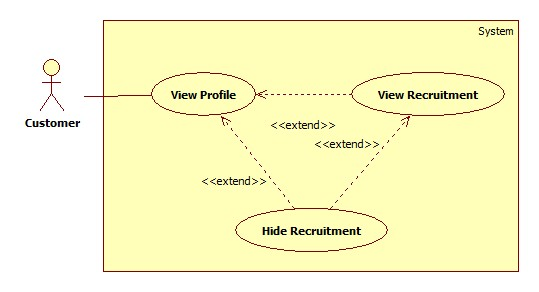 System
View Profile
View Recruitment
Customer
<<extend>>
<<extend>>
<<extend>>
Hide Recruitment